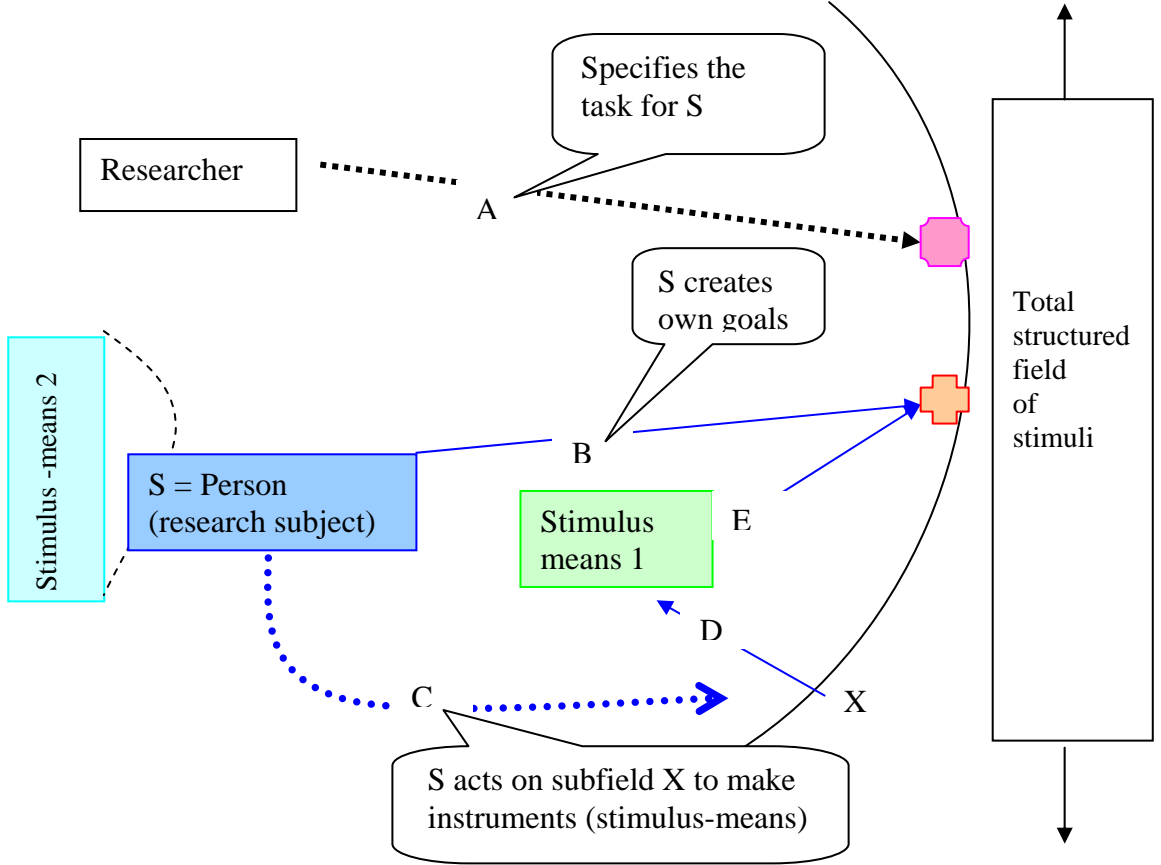 Specifies the
task for S
Researcher
A
S creates
own goals
Total
structured
field
of
stimuli
Stimulus -means 2
B
S = Person
(research subject)
Stimulus
means 1
E
D
C
X
S acts on subfield X to make
instruments (stimulus-means)